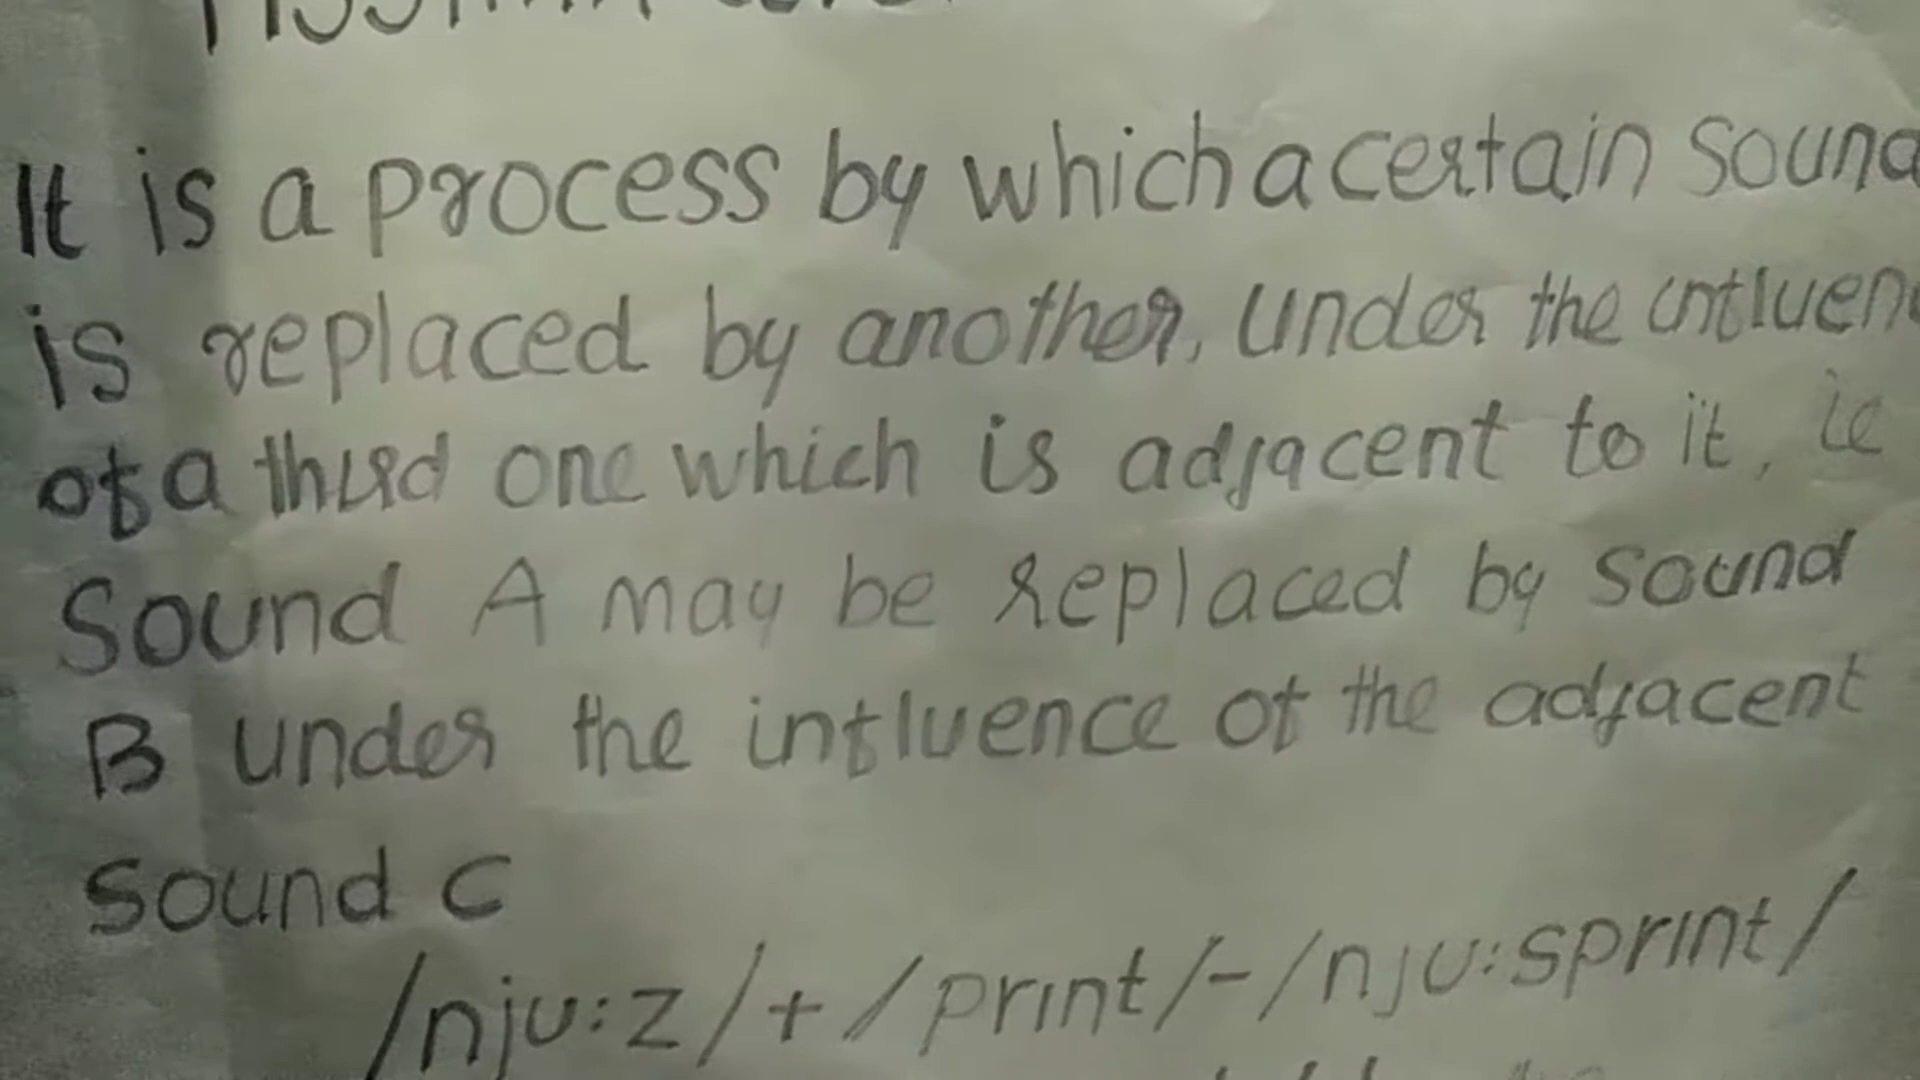 It is a process by which a certain sound
is replaced by another, under the
of a third one which is adjacent to it, ie
Sound A may be replaced by sound
B under the influence of the adjacent
Sound C
/nju:z/+/print/-/nju:sprint/